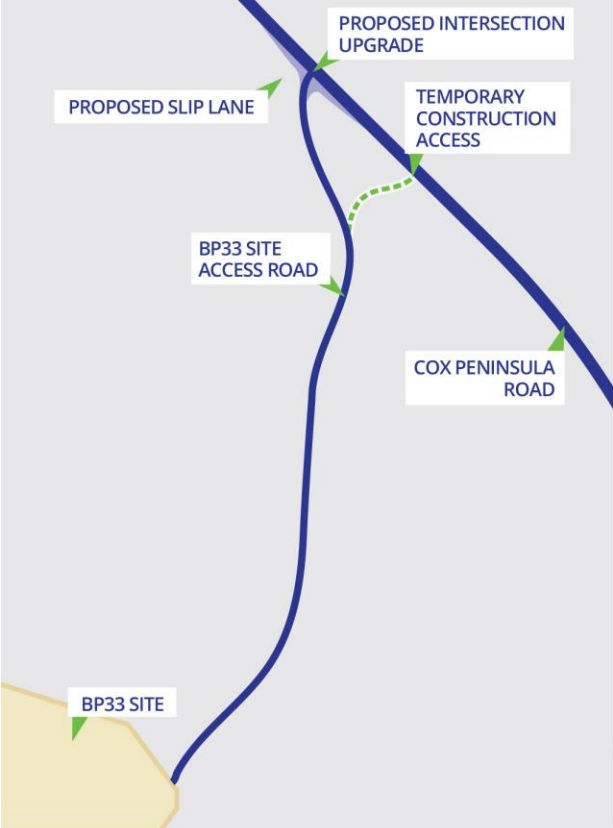 PROPOSED INTERSECTION
UPGRADE
PROPOSED SLIP LANE
TEMPORARY
CONSTRUCTION
ACCESS
BP33 SITE
ACCESS ROAD
COX PENINSULA
ROAD
BP33 SITE